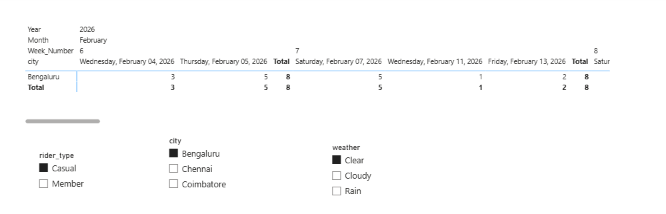 Year 2026
Month February
Week_Number 6 7 8
city Wednesday, February 04, 2026 Thursday, February 05, 2026 Total Saturday, February 07, 2026 Wednesday, February 11, 2026 Friday, February 13, 2026 Total Satur
Bengaluru 3 5 8 5 1 2 8
Total 3 5 8 5 1 2 8
rider_type
Casual
Member
city
Bengaluru
Chennai
Coimbatore
weather
Clear
Cloudy
Rain